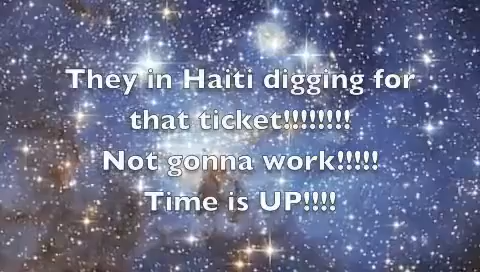 They in Haiti digging for
that ticket!!!!!!!!
Not gonna work!!!!!
Time is UP!!!!